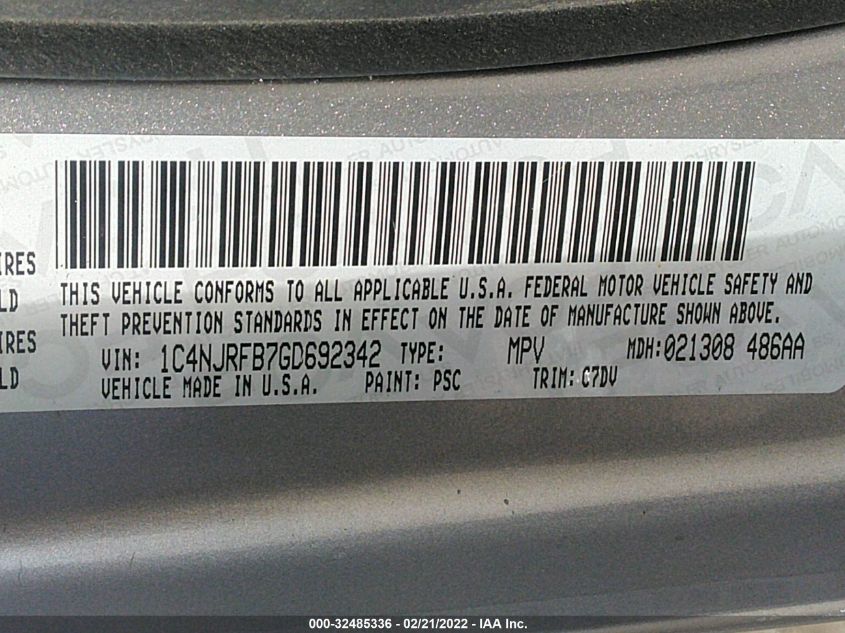 IRES
LD
THIS VEHICLE CONFORMS TO ALL APPLICABLE U.S.A. FEDERAL MOTOR VEHICLE SAFETY AND
THEFT PREVENTION STANDARDS IN EFFECT ON THE DATE OF MANUFACTURE SHOWN ABOVE.
IRES
VIN: 1C4NJRFB7GD692342 TYPE: MPV MDH:021308 486AA
LD
VEHICLE MADE IN U.S.A. PAINT: PSC TRIM: C7DV
000-32485336 - 02/21/2022 - IAA Inc.